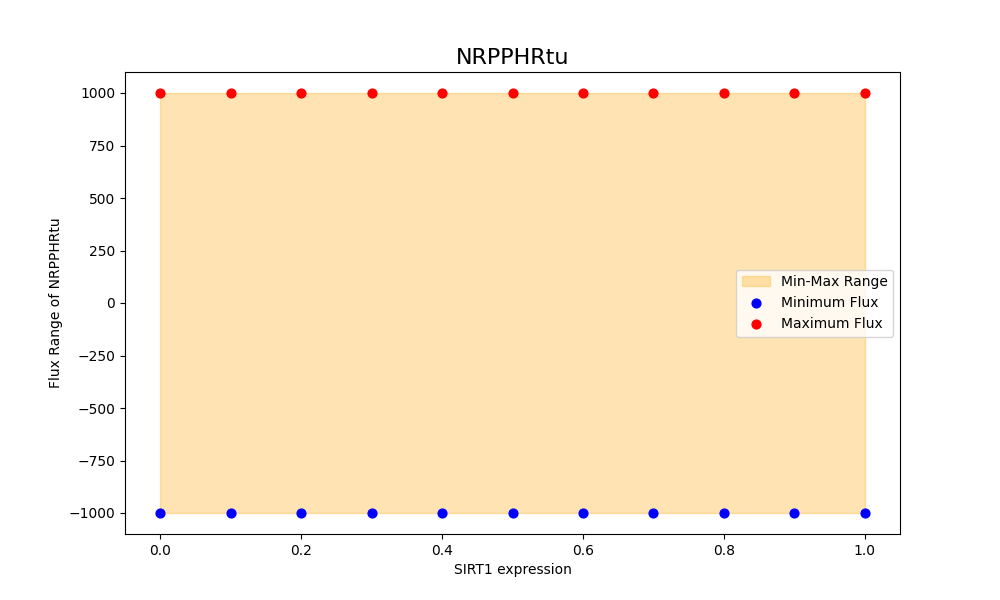 NRPPHRtu
Flux Range of NRPPHRtu
1000
750
500
250
0
−250
−500
−750
−1000
Min-Max Range
Minimum Flux
Maximum Flux
0.0
0.2
0.4
0.6
0.8
1.0
SIRT1 expression